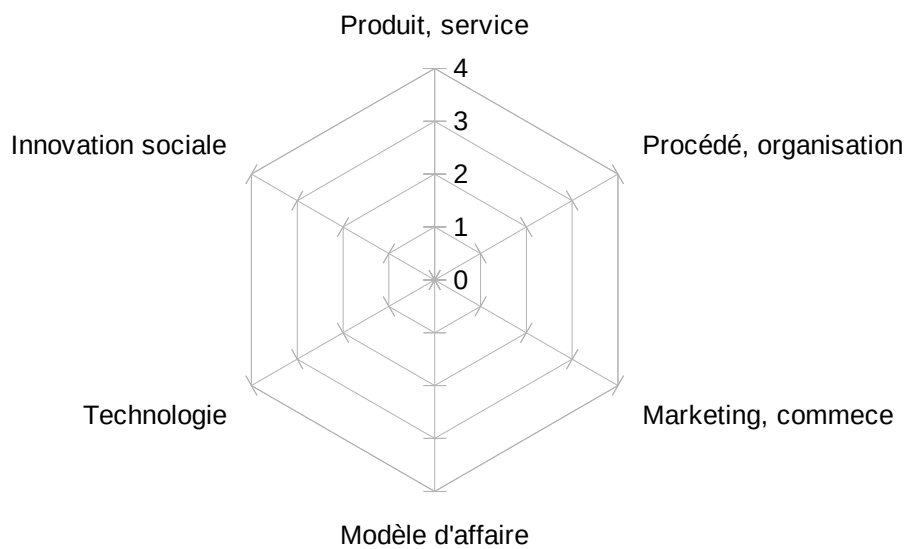 Produit, service
4
Innovation sociale
Procédé, organisation
3
2
1
0
Technologie
Marketing, commece
Modèle d'affaire